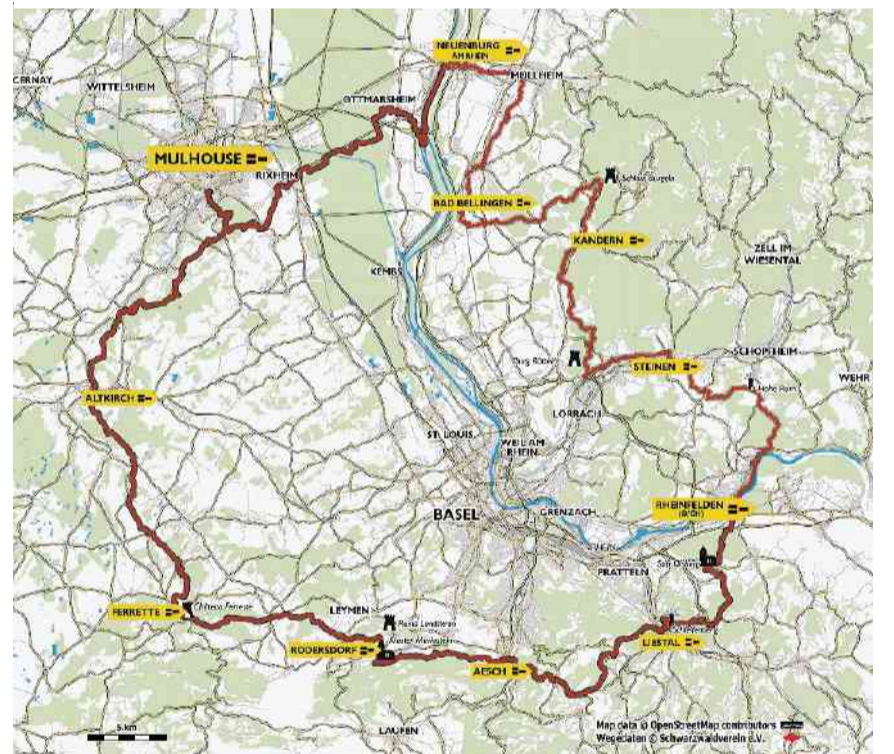 NEUENBURG
AM RHEIN
MÜLLHEIM
CERNAY
WITTELSHEIM
OTTMARSHEIM
MULHOUSE
RIXHEIM
BAD BELLINGEN
KANDERN
ZELL IM
WIESENTAL
KEMBS
SCHOPFHEIM
STEINEN
WEHR
ALTKIRCH
LÖRRACH
ST. LOUIS
WEIL AM
RHEIN
RHEINFELDEN
(D/CH)
BASEL
GRENZACH
PRATTELN
FERRETTE
LEYMEN
RODERSDORF
LIESTAL
AESCH
LAUFEN
5 km
Map data © OpenStreetMap contributors
Wegedaten © Schwarzwaldverein e.V.